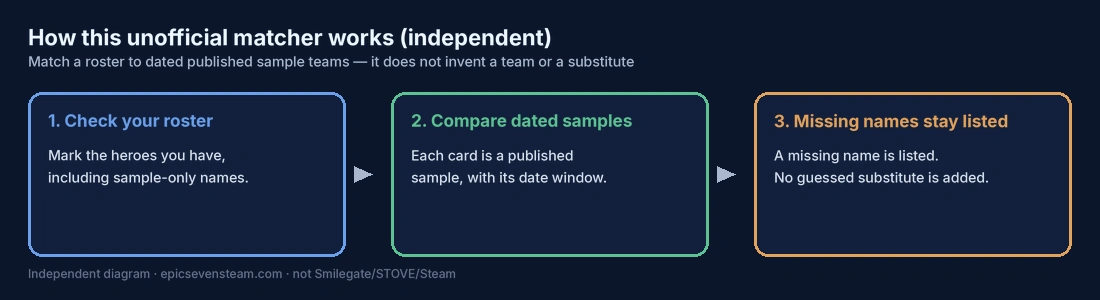 How this unofficial matcher works (independent)
Match a roster to dated published sample teams — it does not invent a team or a substitute
1. Check your roster
Mark the heroes you have,
including sample-only names.
2. Compare dated samples
Each card is a published
sample, with its date window.
3. Missing names stay listed
A missing name is listed.
No guessed substitute is added.
Independent diagram · epicsevensteam.com · not Smilegate/STOVE/Steam